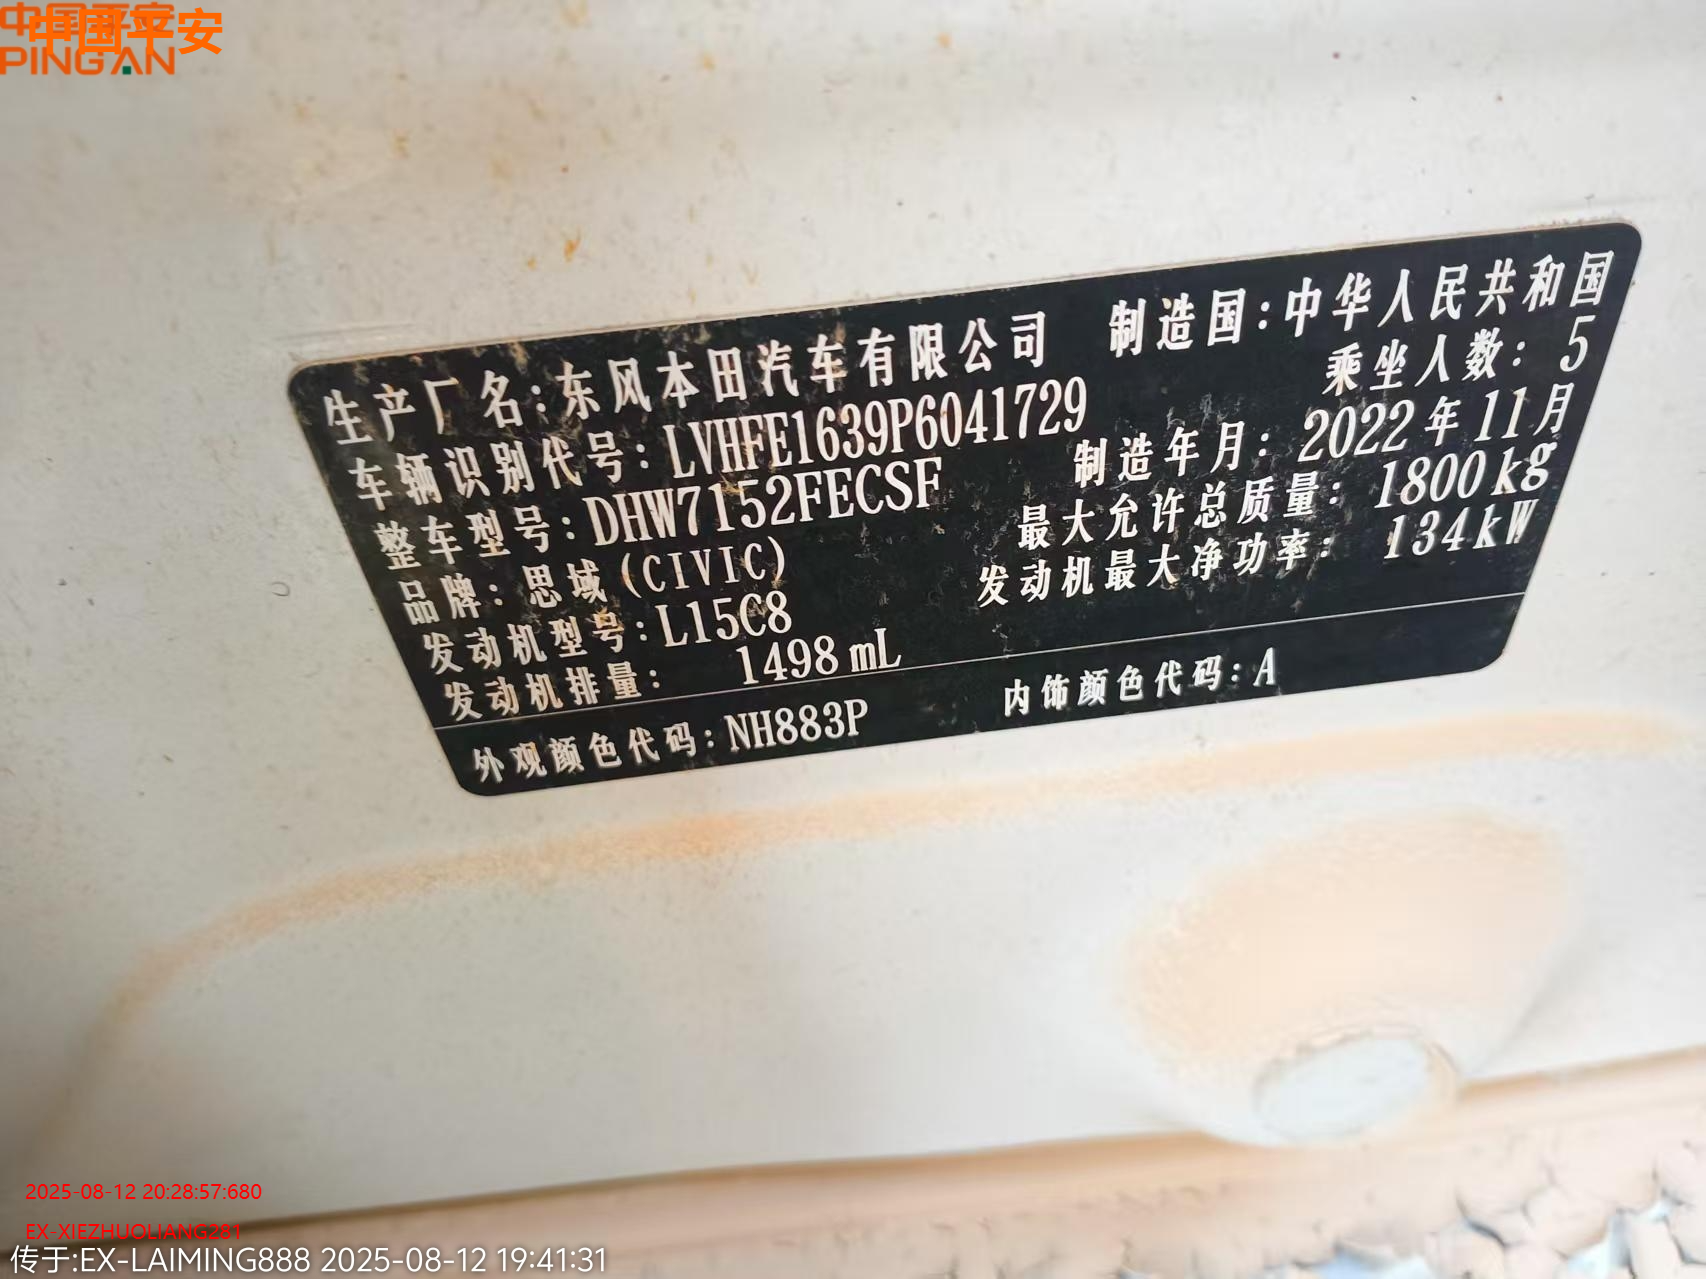 中国平安
中国平安
PING AN
生产厂名:东风本田汽车有限公司 制造国:中华人民共和国
车辆识别代号:LVHFE1639P6041729 乘坐人数:5
整车型号:DHW7152FECSF 制造年月:2022年11月
品牌:思域(CIVIC) 最大允许总质量:1800kg
发动机型号:L15C8 发动机最大净功率:134kW
发动机排量: 1498mL
外观颜色代码:NH883P 内饰颜色代码:A
2025-08-12 20:28:57:680
EX-XIEZHUOLIANG281
传于:EX-LAIMING888 2025-08-12 19:41:31